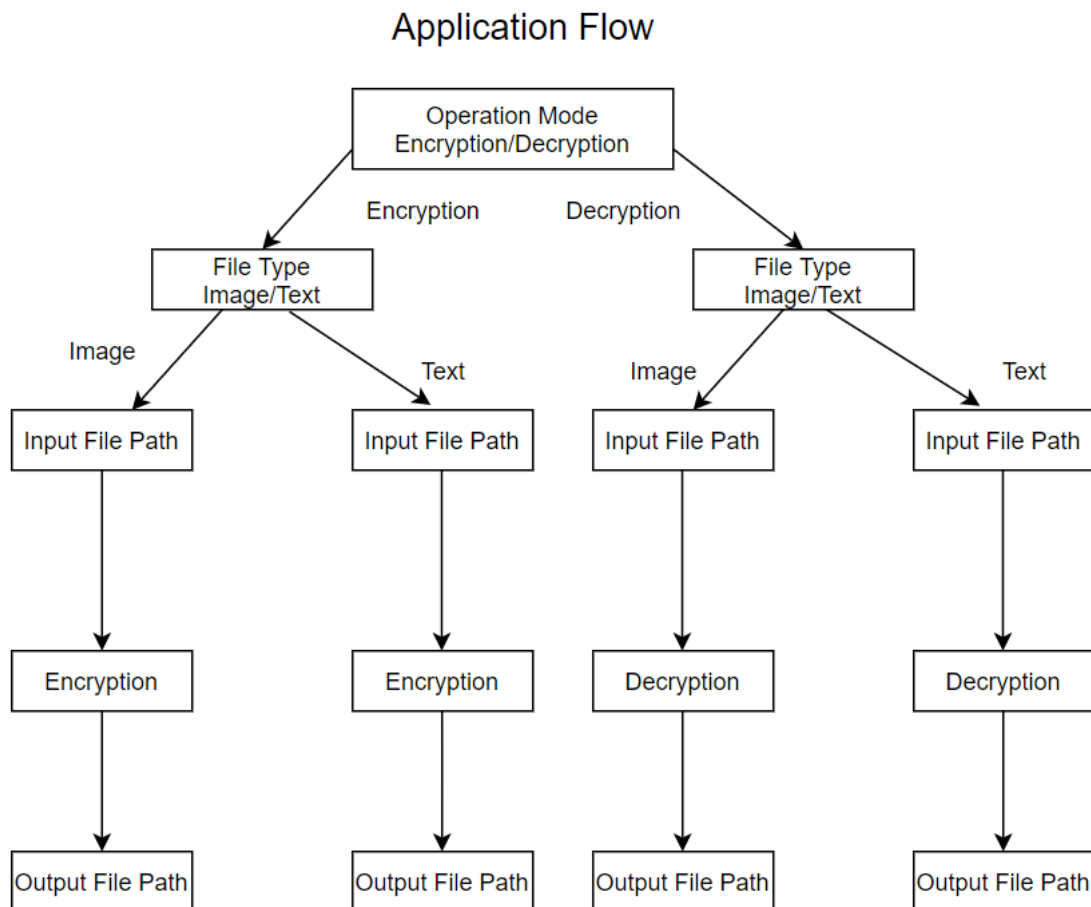 Application Flow
Operation Mode
Encryption/Decryption
Encryption
Decryption
File Type
Image/Text
File Type
Image/Text
Image
Text
Image
Text
Input File Path
Input File Path
Input File Path
Input File Path
Encryption
Encryption
Decryption
Decryption
Output File Path
Output File Path
Output File Path
Output File Path